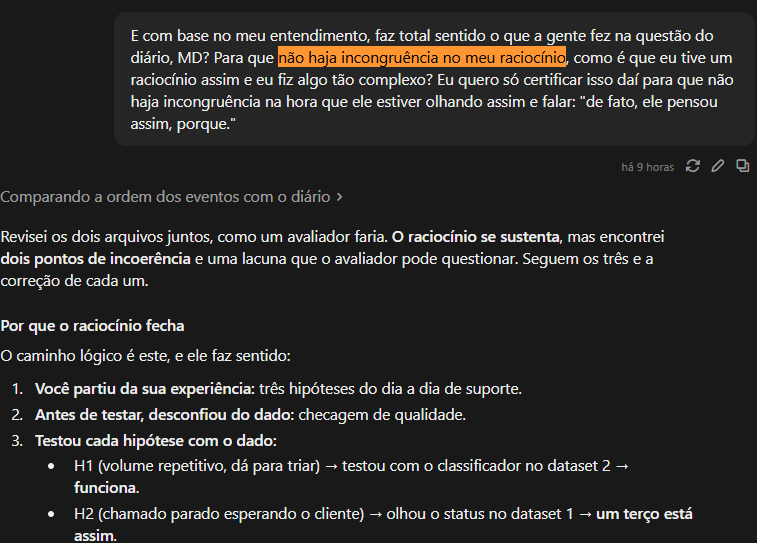 E com base no meu entendimento, faz total sentido o que a gente fez na questão do
diário, MD? Para que não haja incongruência no meu raciocínio, como é que eu tive um
raciocínio assim e eu fiz algo tão complexo? Eu quero só certificar isso daí para que não
haja incongruência na hora que ele estiver olhando assim e falar: "de fato, ele pensou
assim, porque."
há 9 horas
Comparando a ordem dos eventos com o diário >
Revisei os dois arquivos juntos, como um avaliador faria. O raciocínio se sustenta, mas encontrei
dois pontos de incoerência e uma lacuna que o avaliador pode questionar. Seguem os três e a
correção de cada um.
Por que o raciocínio fecha
O caminho lógico é este, e ele faz sentido:
1. Você partiu da sua experiência: três hipóteses do dia a dia de suporte.
2. Antes de testar, desconfiou do dado: checagem de qualidade.
3. Testou cada hipótese com o dado:
• H1 (volume repetitivo, dá para triar) → testou com o classificador no dataset 2 →
funciona.
• H2 (chamado parado esperando o cliente) → olhou o status no dataset 1 → um terço está
assim.